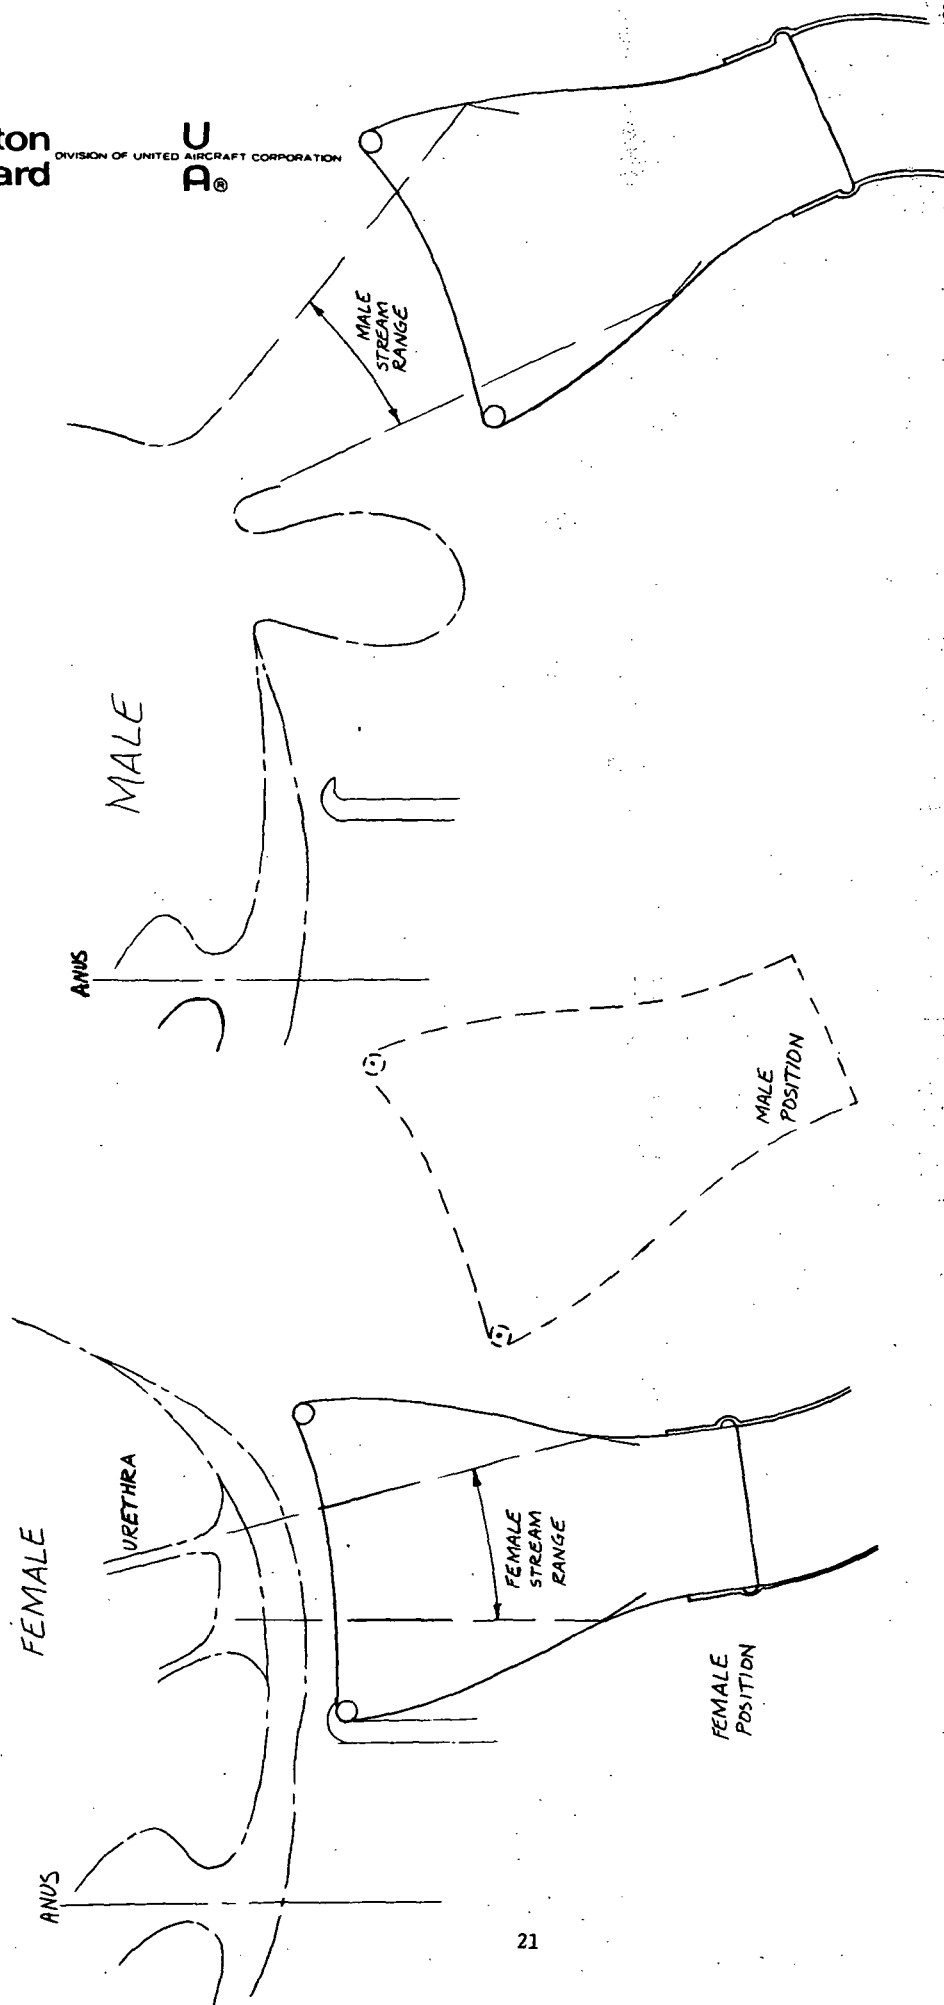 ton
ard
DIVISION OF UNITED AIRCRAFT CORPORATION
U
A®
MALE
STREAM
RANGE
MALE
ANUS
MALE
POSITION
FEMALE
URETHRA
FEMALE
STREAM
RANGE
FEMALE
POSITION
ANUS
21